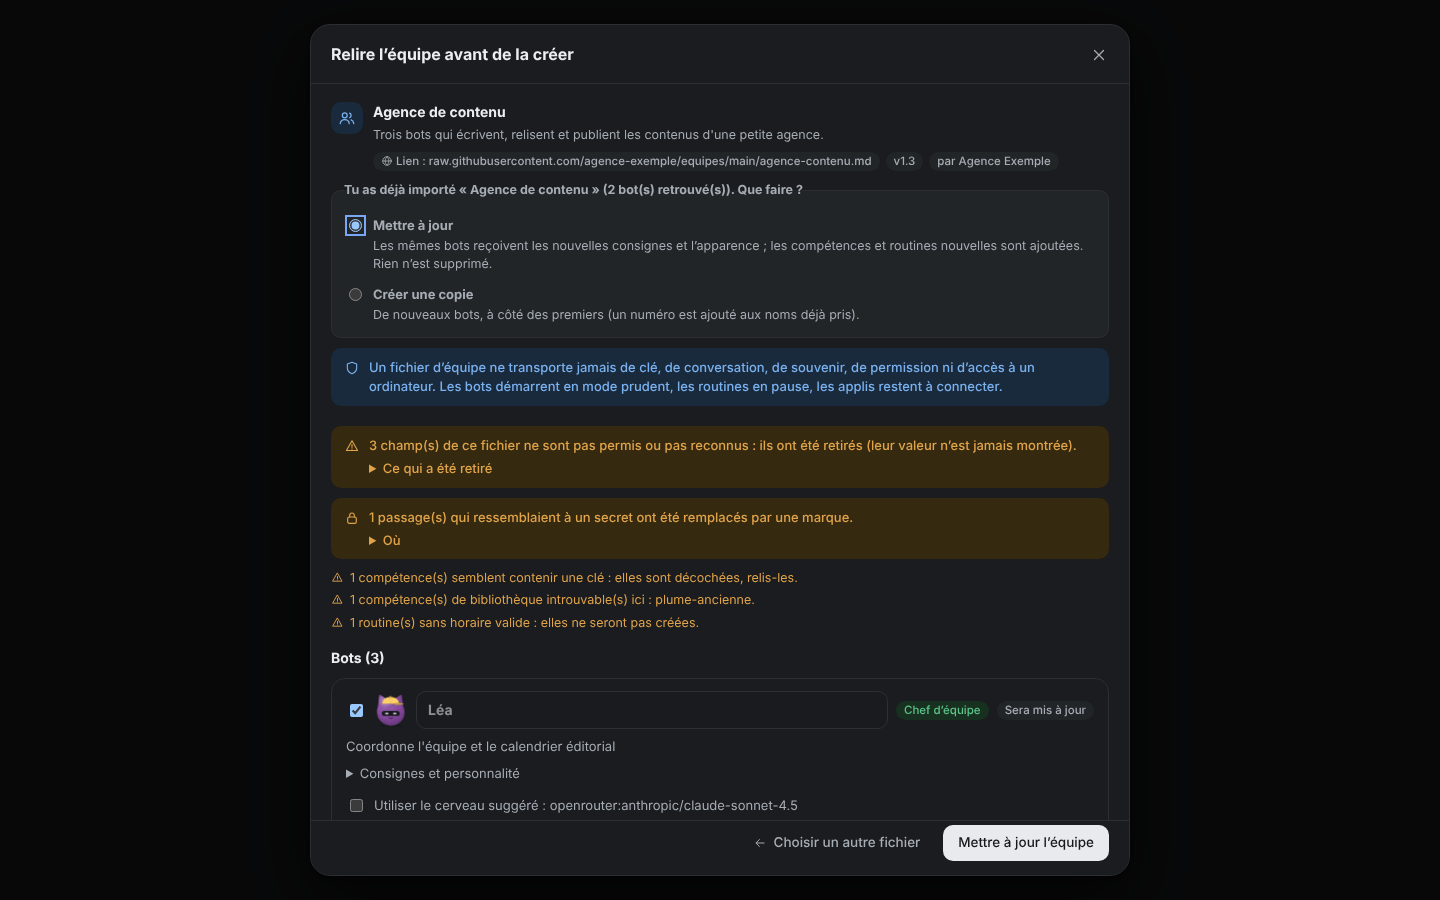 Relire l’équipe avant de la créer
Agence de contenu
Trois bots qui écrivent, relisent et publient les contenus d'une petite agence.
Lien : raw.githubusercontent.com/agence-exemple/equipes/main/agence-contenu.md v1.3 par Agence Exemple
Tu as déjà importé « Agence de contenu » (2 bot(s) retrouvé(s)). Que faire ?
Mettre à jour
Les mêmes bots reçoivent les nouvelles consignes et l’apparence ; les compétences et routines nouvelles sont ajoutées.
Rien n’est supprimé.
Créer une copie
De nouveaux bots, à côté des premiers (un numéro est ajouté aux noms déjà pris).
Un fichier d’équipe ne transporte jamais de clé, de conversation, de souvenir, de permission ni d’accès à un
ordinateur. Les bots démarrent en mode prudent, les routines en pause, les applis restent à connecter.
3 champ(s) de ce fichier ne sont pas permis ou pas reconnus : ils ont été retirés (leur valeur n’est jamais montrée).
Ce qui a été retiré
1 passage(s) qui ressemblaient à un secret ont été remplacés par une marque.
Où
1 compétence(s) semblent contenir une clé : elles sont décochées, relis-les.
1 compétence(s) de bibliothèque introuvable(s) ici : plume-ancienne.
1 routine(s) sans horaire valide : elles ne seront pas créées.
Bots (3)
Léa Chef d’équipe Sera mis à jour
Coordonne l'équipe et le calendrier éditorial
Consignes et personnalité
Utiliser le cerveau suggéré : openrouter:anthropic/claude-sonnet-4.5
← Choisir un autre fichier Mettre à jour l’équipe